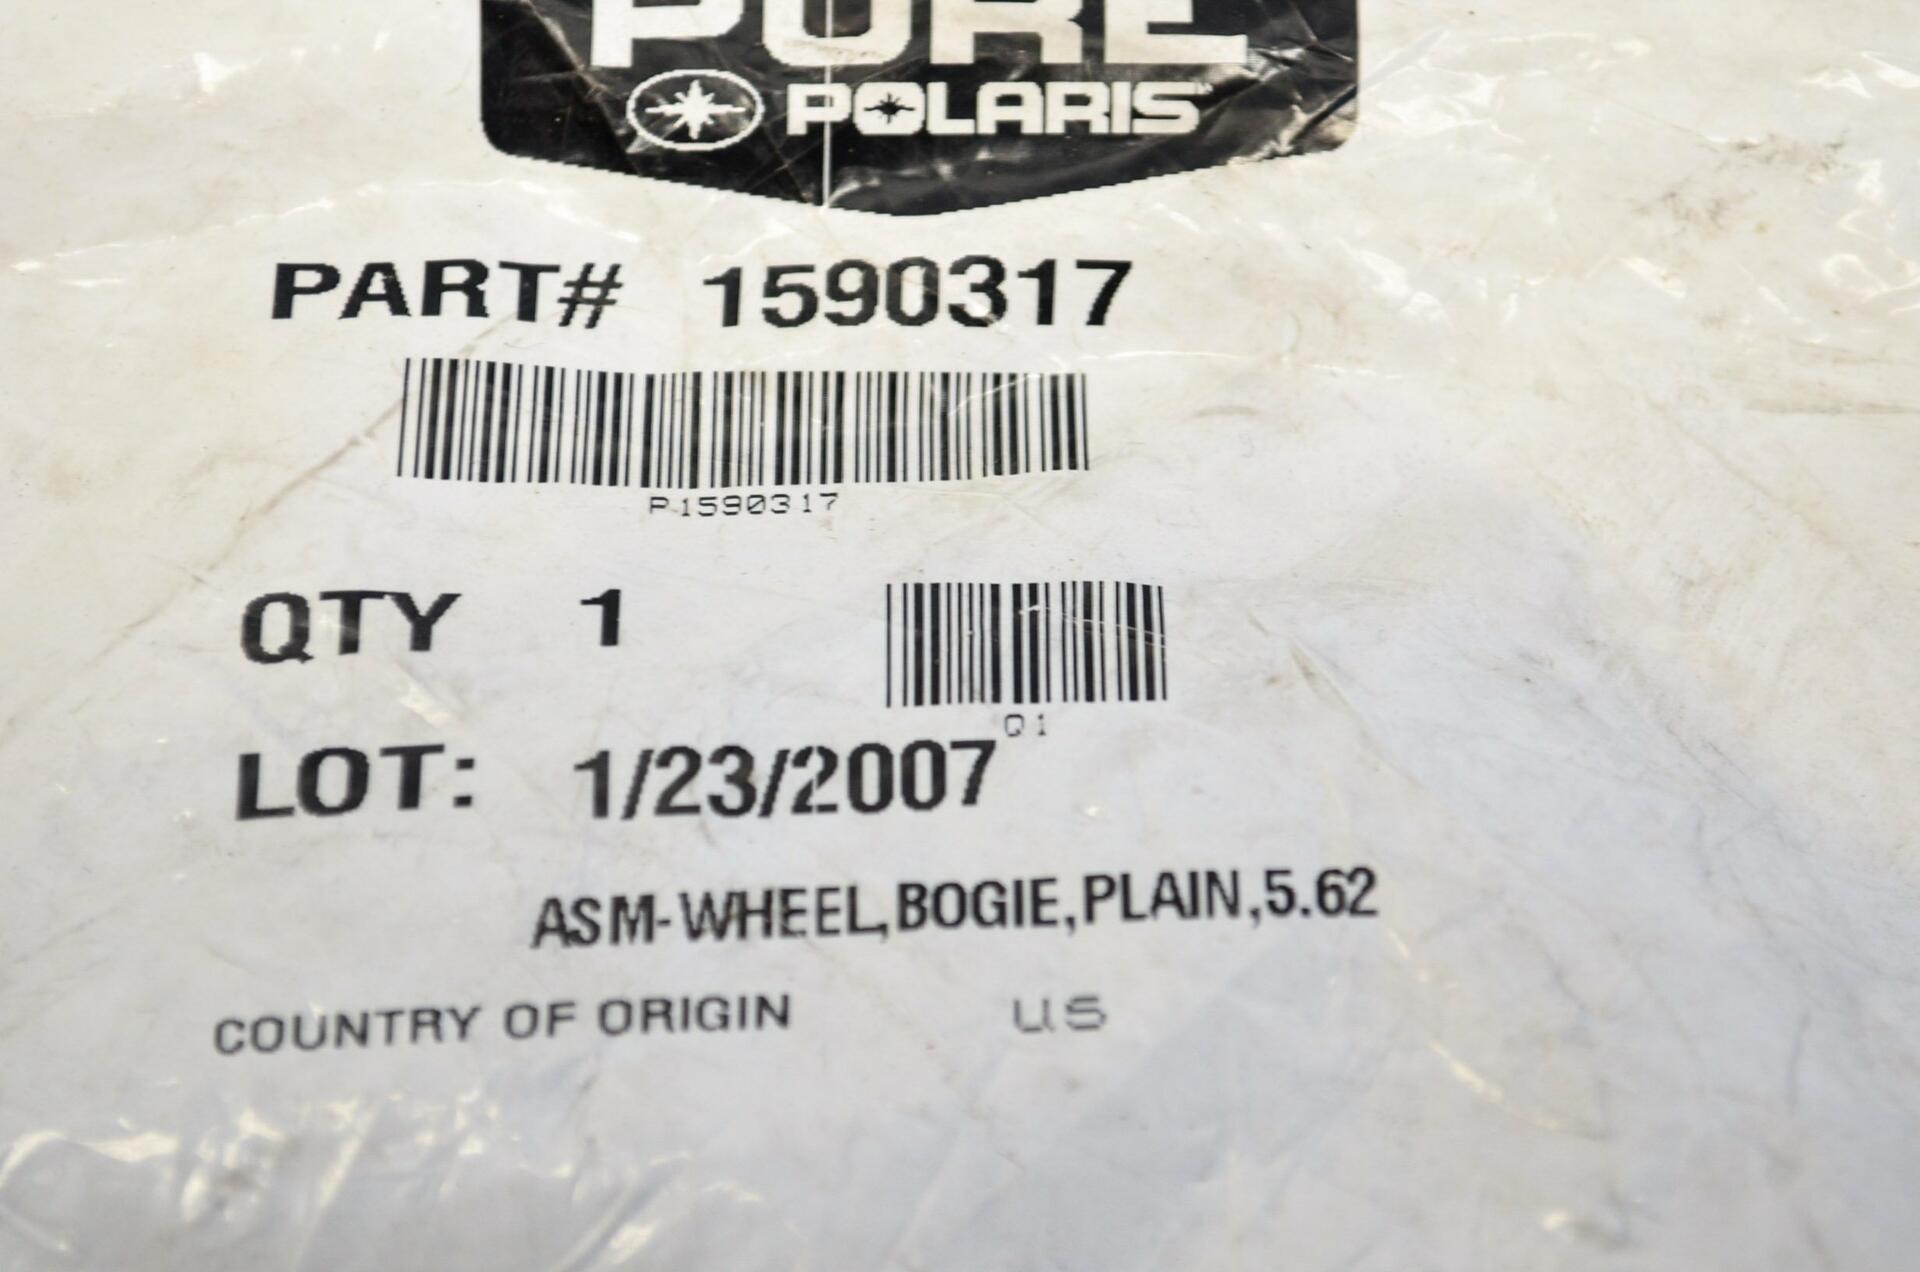 PURE
POLARIS
PART# 1590317
P1590317
QTY 1
Q1
LOT: 1/23/2007
ASM-WHEEL,BOGIE,PLAIN,5.62
COUNTRY OF ORIGIN US